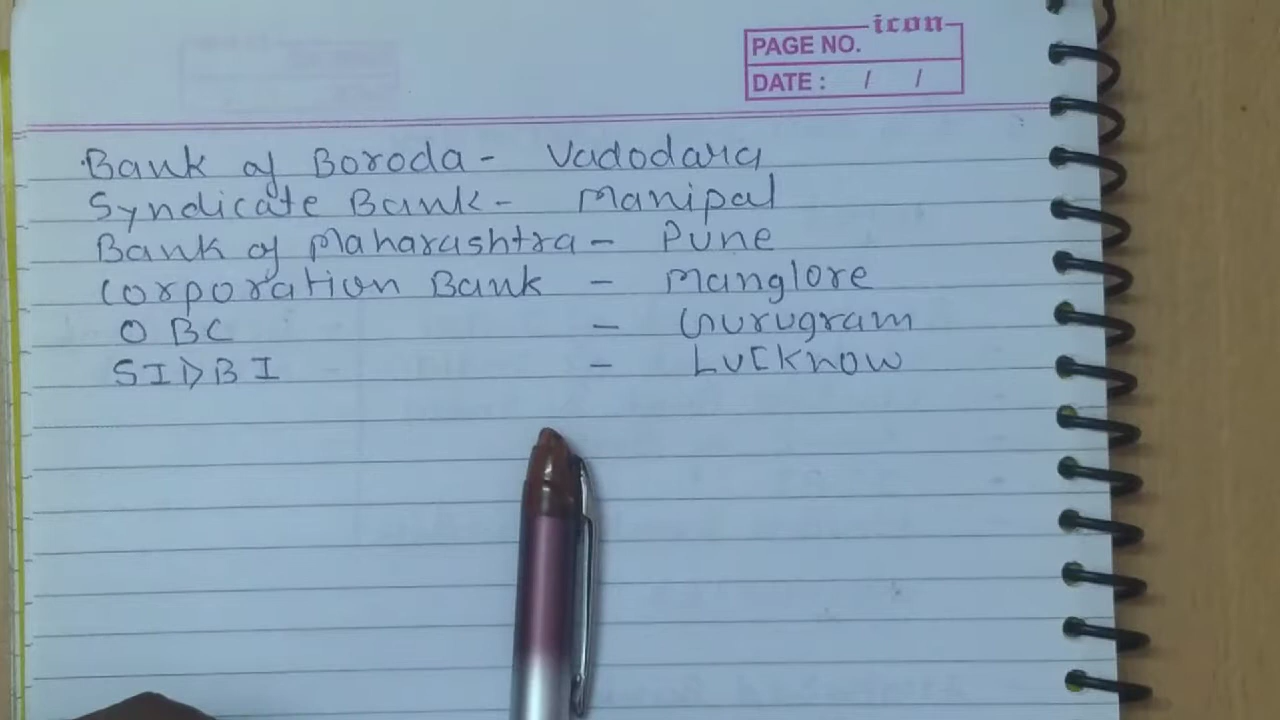 icon
PAGE NO.
DATE : / /
Bank of Boroda - Vadodara
Syndicate Bank - Manipal
Bank of Maharashtra - Pune
Corporation Bank - Manglore
OBC - Gurugram
SIDBI - Lucknow